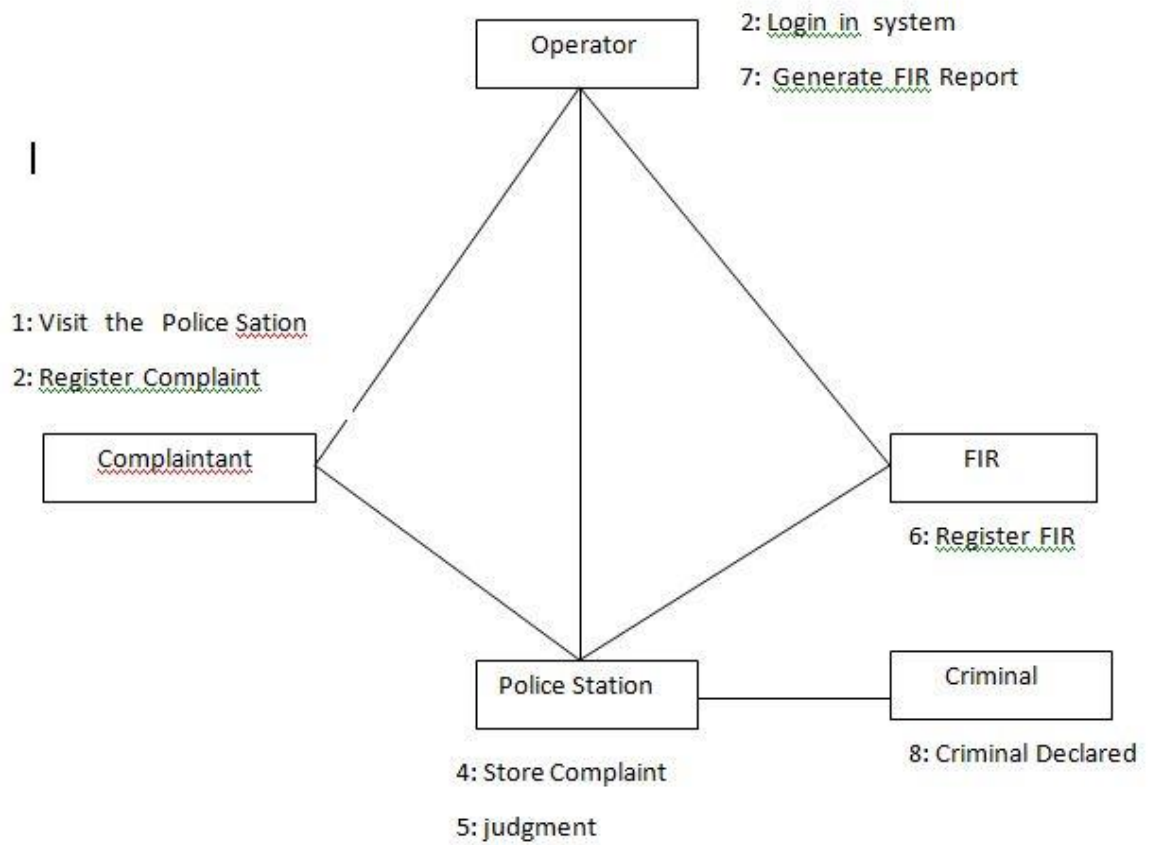 Operator
2: Login in system
7: Generate FIR Report
1: Visit the Police Sation
2: Register Complaint
Complaintant
FIR
6: Register FIR
Police Station
Criminal
8: Criminal Declared
4: Store Complaint
5: judgment